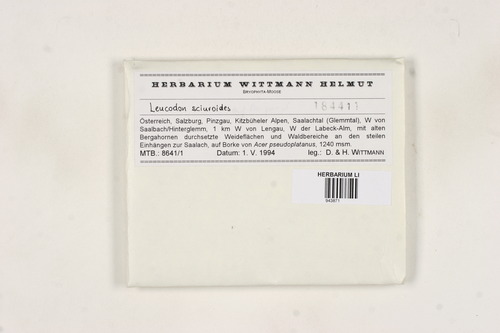 HERBARIUM WITTMANN HELMUT
BRYOPHYTA-MOOSE
Leucodon sciuroides 184411
Österreich, Salzburg, Pinzgau, Kitzbüheler Alpen, Saalachtal (Glemmtal), W von
Saalbach/Hinterglemm, 1 km W von Lengau, W der Labeck-Alm, mit alten
Bergahornen durchsetzte Weideflächen und Waldbereiche an den steilen
Einhängen zur Saalach, auf Borke von Acer pseudoplatanus, 1240 msm
MTB.: 8641/1 Datum: 1. V. 1994 leg.: D. & H. WITTMANN
HERBARIUM LI
943971